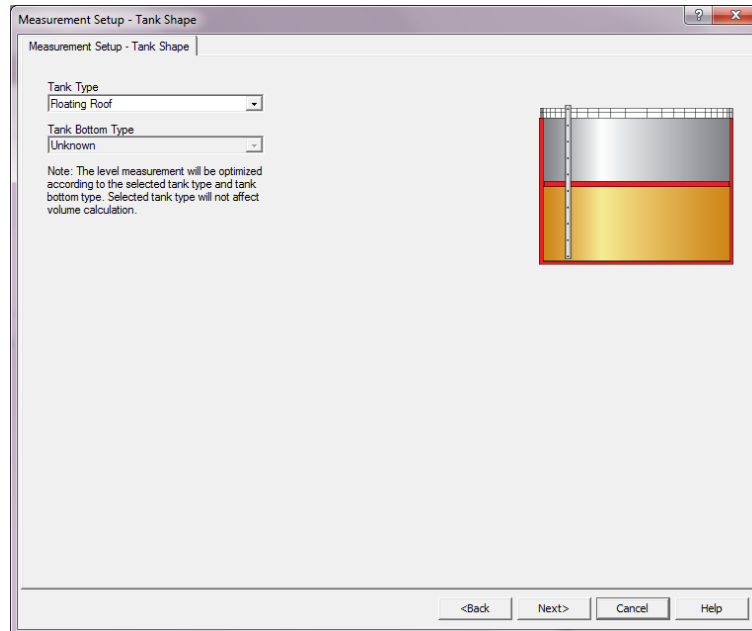 Measurement Setup - Tank Shape
?
X
Measurement Setup - Tank Shape
Tank Type
Floating Roof
Tank Bottom Type
Unknown
Note: The level measurement will be optimized
according to the selected tank type and tank
bottom type. Selected tank type will not affect
volume calculation.
<Back
Next>
Cancel
Help